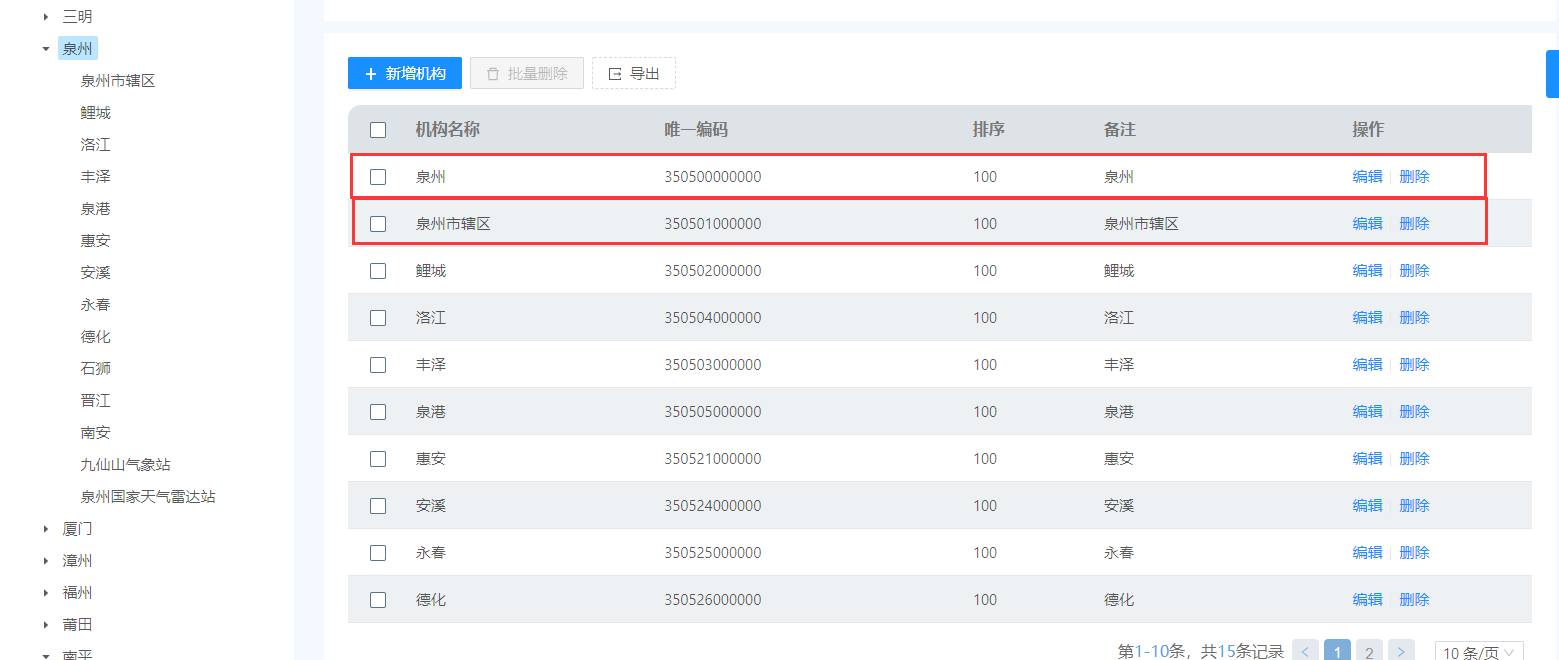 三明
泉州
泉州市辖区
鲤城
洛江
丰泽
泉港
惠安
安溪
永春
德化
石狮
晋江
南安
九仙山气象站
泉州国家天气雷达站
厦门
漳州
福州
莆田
南平
新增机构 批量删除 导出
机构名称 唯一编码 排序 备注 操作
泉州 350500000000 100 泉州 编辑 删除
泉州市辖区 350501000000 100 泉州市辖区 编辑 删除
鲤城 350502000000 100 鲤城 编辑 删除
洛江 350504000000 100 洛江 编辑 删除
丰泽 350503000000 100 丰泽 编辑 删除
泉港 350505000000 100 泉港 编辑 删除
惠安 350521000000 100 惠安 编辑 删除
安溪 350524000000 100 安溪 编辑 删除
永春 350525000000 100 永春 编辑 删除
德化 350526000000 100 德化 编辑 删除
第1-10条，共15条记录 < 1 2 > 10 条/页